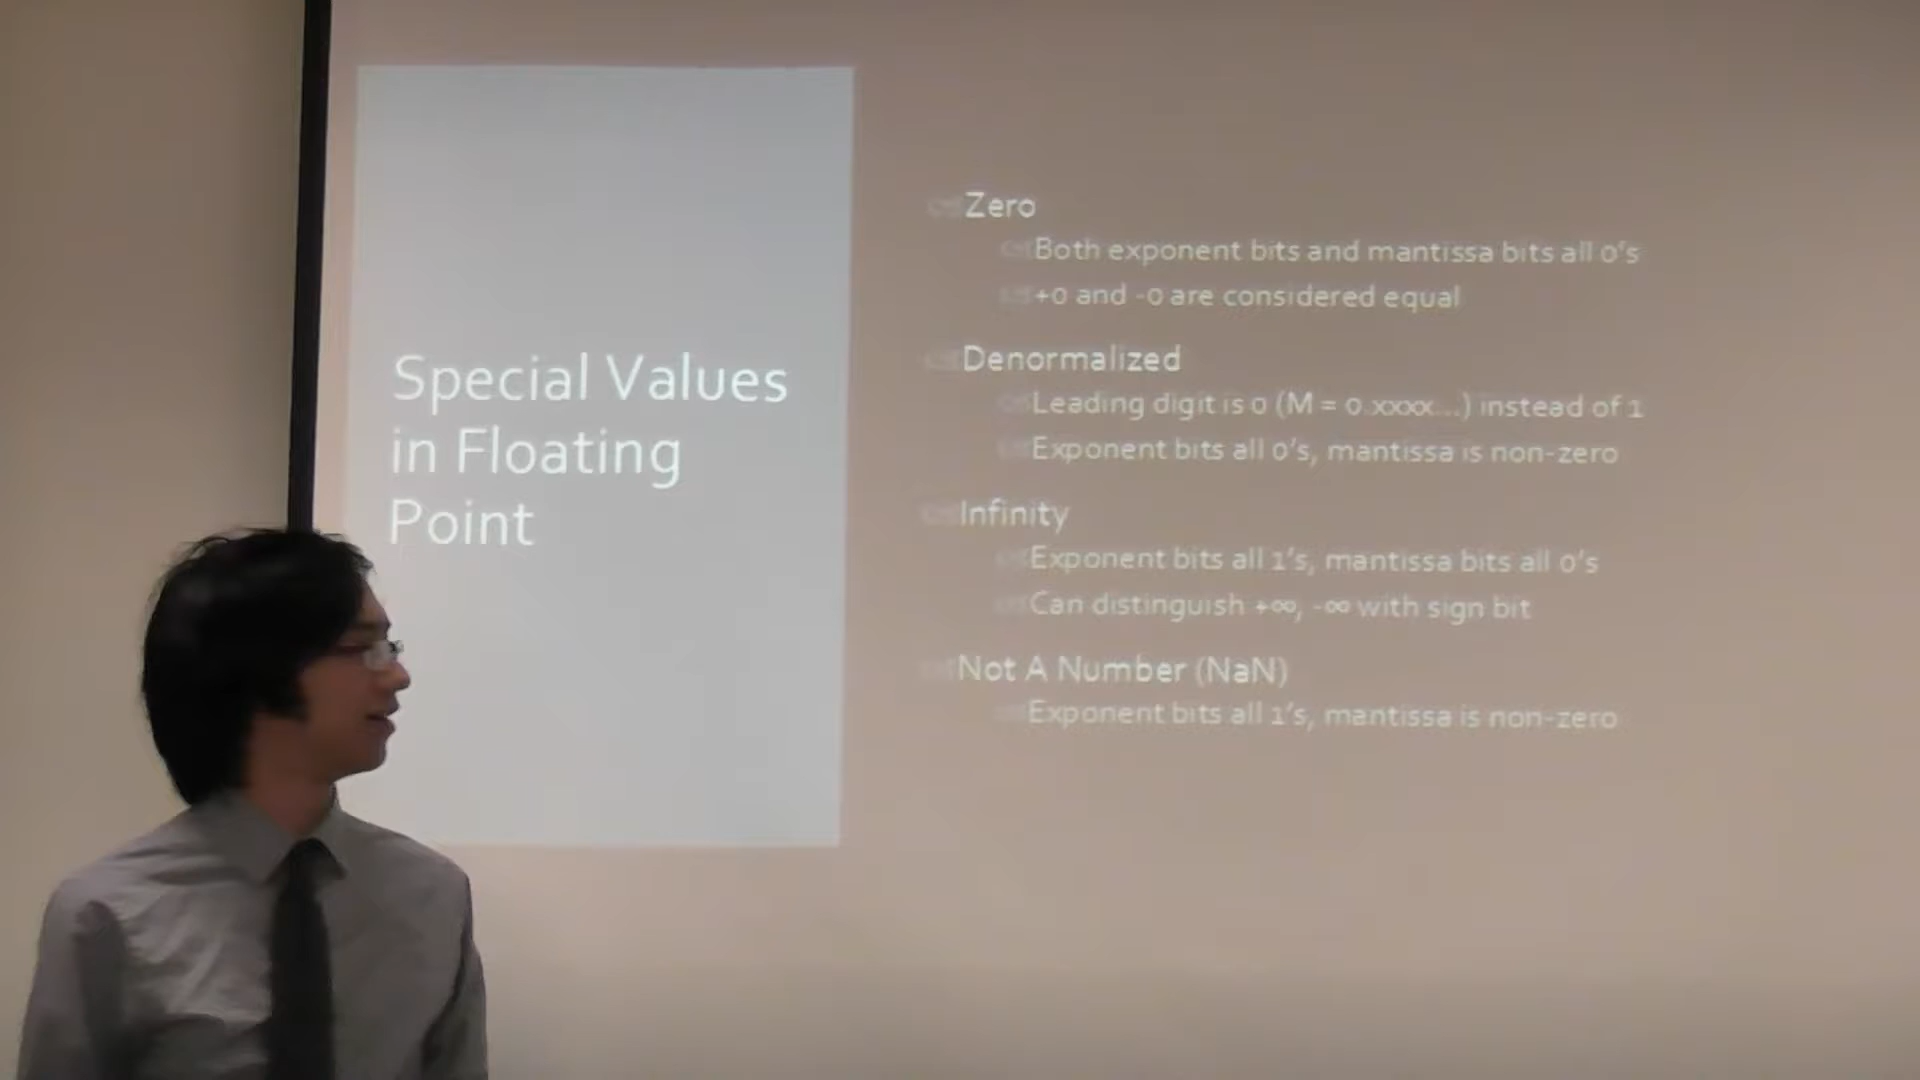 Special Values
in Floating
Point
Zero
Both exponent bits and mantissa bits all 0's
+0 and -0 are considered equal
Denormalized
Leading digit is 0 (M = 0.xxxx...) instead of 1
Exponent bits all 0's, mantissa is non-zero
Infinity
Exponent bits all 1's, mantissa bits all 0's
Can distinguish +∞, -∞ with sign bit
Not A Number (NaN)
Exponent bits all 1's, mantissa is non-zero